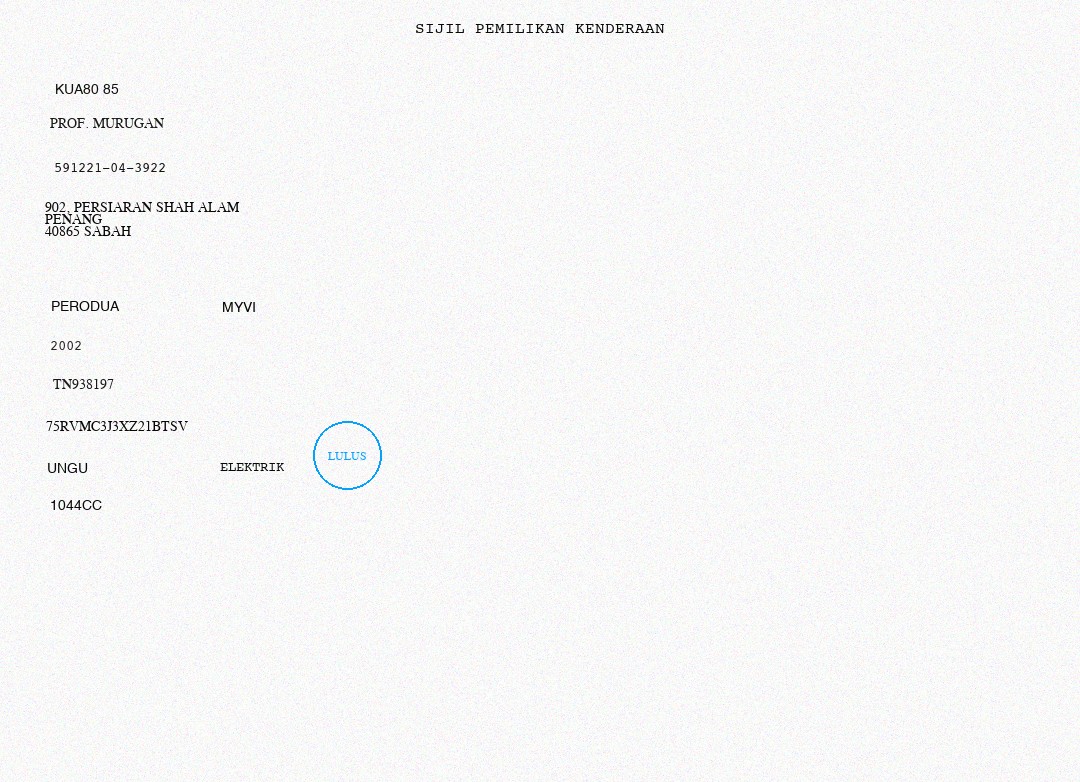 SIJIL PEMILIKAN KENDERAAN
KUA80 85
PROF. MURUGAN
591221-04-3922
902, PERSIARAN SHAH ALAM
PENANG
40865 SABAH
PERODUA MYVI
2002
TN938197
75RVMC3J3XZ21BTSV
UNGU ELEKTRIK LULUS
1044CC